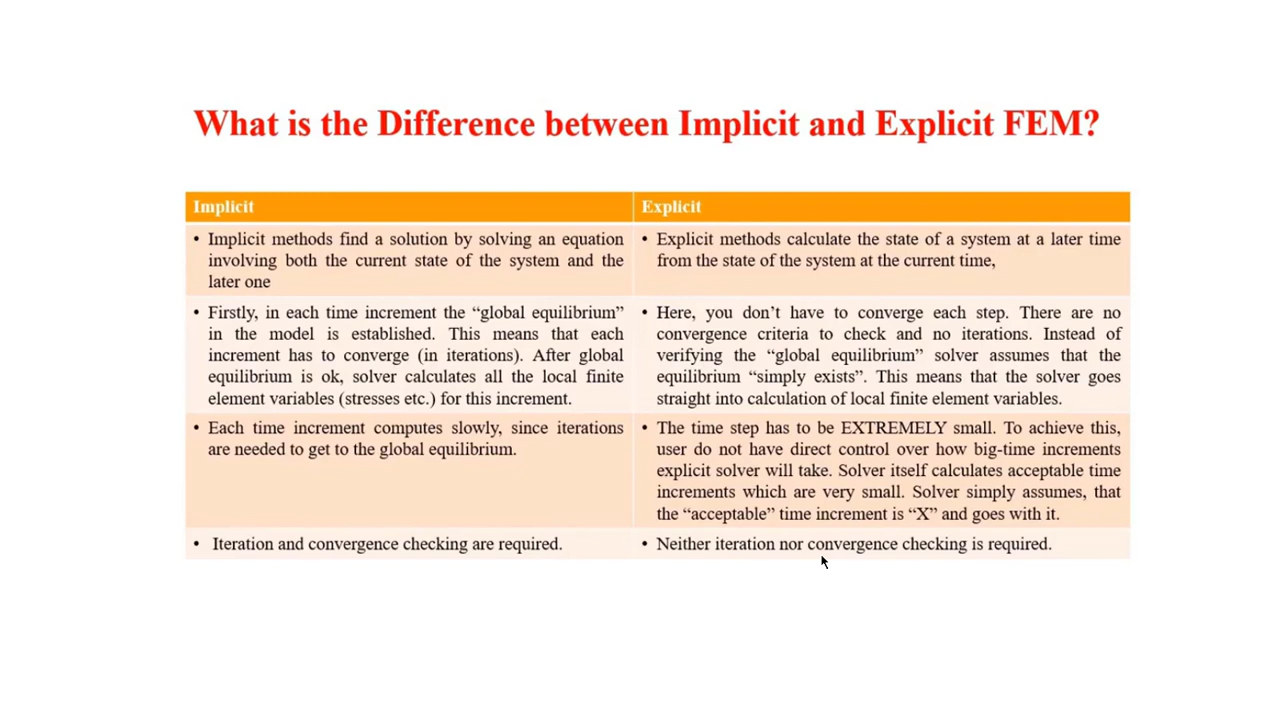 What is the Difference between Implicit and Explicit FEM?
Implicit
Explicit
• Implicit methods find a solution by solving an equation
involving both the current state of the system and the
later one
• Explicit methods calculate the state of a system at a later time
from the state of the system at the current time,
• Firstly, in each time increment the “global equilibrium”
in the model is established. This means that each
increment has to converge (in iterations). After global
equilibrium is ok, solver calculates all the local finite
element variables (stresses etc.) for this increment.
• Here, you don’t have to converge each step. There are no
convergence criteria to check and no iterations. Instead of
verifying the “global equilibrium” solver assumes that the
equilibrium “simply exists”. This means that the solver goes
straight into calculation of local finite element variables.
• Each time increment computes slowly, since iterations
are needed to get to the global equilibrium.
• The time step has to be EXTREMELY small. To achieve this,
user do not have direct control over how big-time increments
explicit solver will take. Solver itself calculates acceptable time
increments which are very small. Solver simply assumes, that
the “acceptable” time increment is “X” and goes with it.
• Iteration and convergence checking are required.
• Neither iteration nor convergence checking is required.